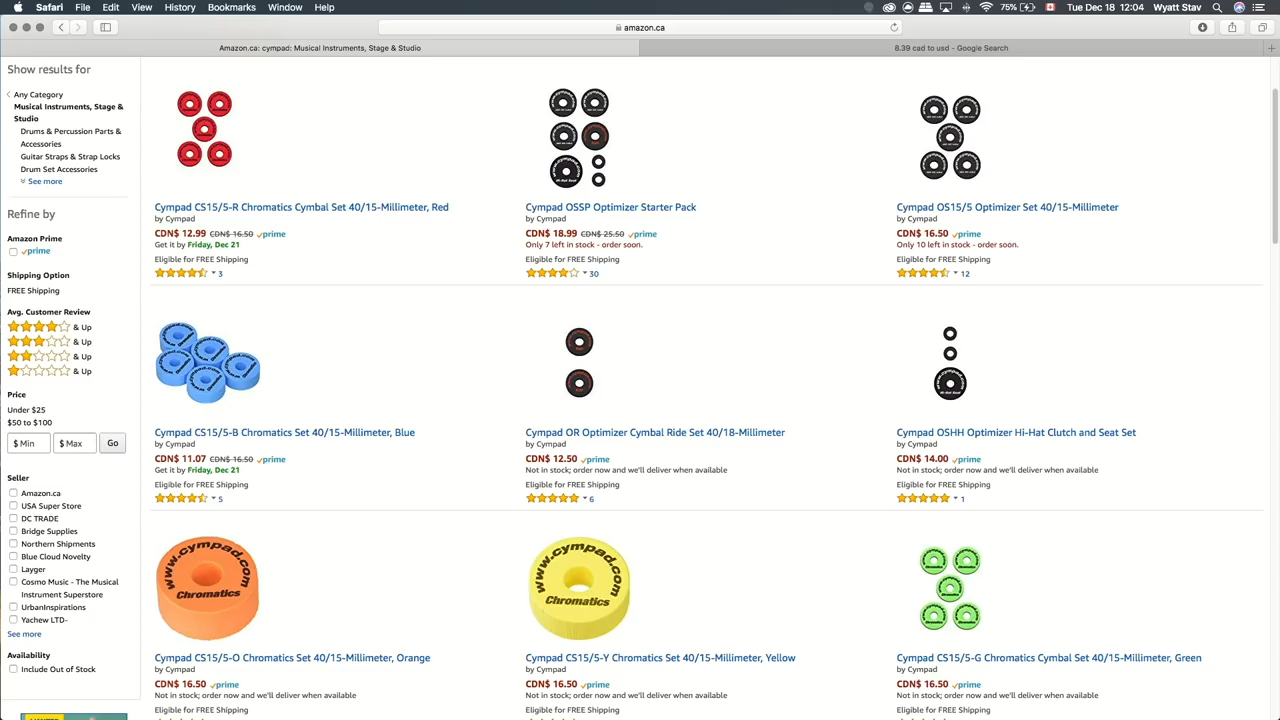 Safari File Edit View History Bookmarks Window Help 75% Tue Dec 18 12:04 Wyatt Stav
amazon.ca
Amazon.ca: cympad: Musical Instruments, Stage & Studio
8.39 cad to usd - Google Search
Show results for
Any Category
Musical Instruments, Stage &
Studio
Drums & Percussion Parts &
Accessories
Guitar Straps & Strap Locks
Drum Set Accessories
See more
Refine by
Amazon Prime
prime
Shipping Option
FREE Shipping
Avg. Customer Review
& Up
& Up
& Up
& Up
Price
Under $25
$50 to $100
$ Min $ Max Go
Seller
Amazon.ca
USA Super Store
DC TRADE
Bridge Supplies
Northern Shipments
Blue Cloud Novelty
Layger
Cosmo Music - The Musical
Instrument Superstore
UrbanInspirations
Yachew LTD-
See more
Availability
Include Out of Stock
Cympad CS15/5-R Chromatics Cymbal Set 40/15-Millimeter, Red
by Cympad
CDN$ 12.99 CDN$ 16.50 prime
Get it by Friday, Dec 21
Eligible for FREE Shipping
3
Cympad OSSP Optimizer Starter Pack
by Cympad
CDN$ 18.99 CDN$ 25.50 prime
Only 7 left in stock - order soon.
Eligible for FREE Shipping
30
Cympad OS15/5 Optimizer Set 40/15-Millimeter
by Cympad
CDN$ 16.50 prime
Only 10 left in stock - order soon.
Eligible for FREE Shipping
12
Cympad CS15/5-B Chromatics Set 40/15-Millimeter, Blue
by Cympad
CDN$ 11.07 CDN$ 16.50 prime
Get it by Friday, Dec 21
Eligible for FREE Shipping
5
Cympad OR Optimizer Cymbal Ride Set 40/18-Millimeter
by Cympad
CDN$ 12.50 prime
Not in stock; order now and we'll deliver when available
Eligible for FREE Shipping
6
Cympad OSHH Optimizer Hi-Hat Clutch and Seat Set
by Cympad
CDN$ 14.00 prime
Not in stock; order now and we'll deliver when available
Eligible for FREE Shipping
1
www.cympad.com
Chromatics
Cympad CS15/5-O Chromatics Set 40/15-Millimeter, Orange
by Cympad
CDN$ 16.50 prime
Not in stock; order now and we'll deliver when available
Eligible for FREE Shipping
www.cympad.com
Chromatics
Cympad CS15/5-Y Chromatics Set 40/15-Millimeter, Yellow
by Cympad
CDN$ 16.50 prime
Not in stock; order now and we'll deliver when available
Eligible for FREE Shipping
Cympad CS15/5-G Chromatics Cymbal Set 40/15-Millimeter, Green
by Cympad
CDN$ 16.50 prime
Not in stock; order now and we'll deliver when available
Eligible for FREE Shipping